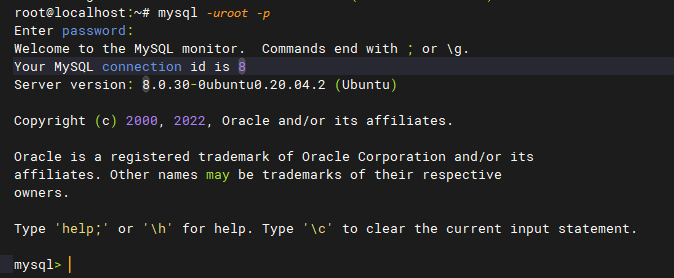 root@localhost:~# mysql -uroot -p
Enter password:
Welcome to the MySQL monitor.  Commands end with ; or \g.
Your MySQL connection id is 8
Server version: 8.0.30-0ubuntu0.20.04.2 (Ubuntu)
Copyright (c) 2000, 2022, Oracle and/or its affiliates.
Oracle is a registered trademark of Oracle Corporation and/or its
affiliates. Other names may be trademarks of their respective
owners.
Type 'help;' or '\h' for help. Type '\c' to clear the current input statement.
mysql>